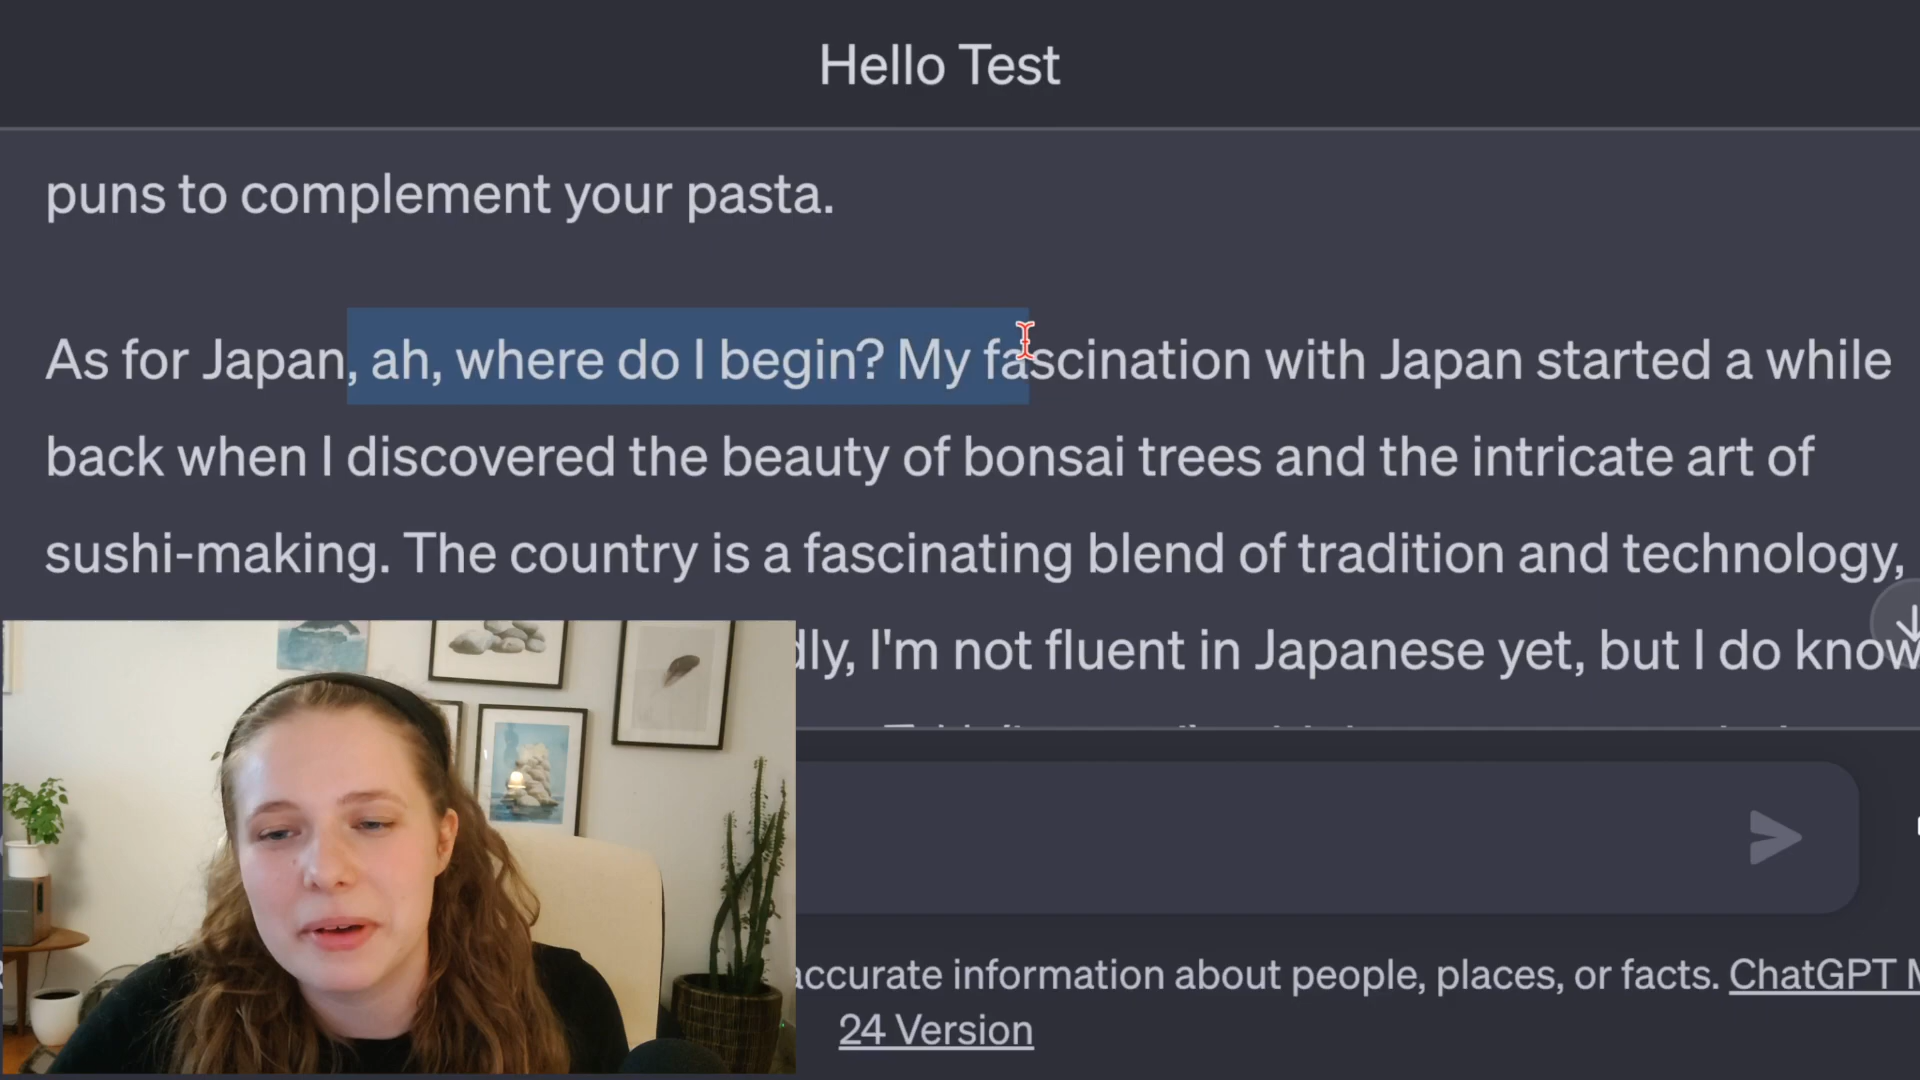 Hello Test
puns to complement your pasta.
As for Japan, ah, where do I begin? My fascination with Japan started a while
back when I discovered the beauty of bonsai trees and the intricate art of
sushi-making. The country is a fascinating blend of tradition and technology,
dly, I'm not fluent in Japanese yet, but I do know
accurate information about people, places, or facts. ChatGPT M
24 Version